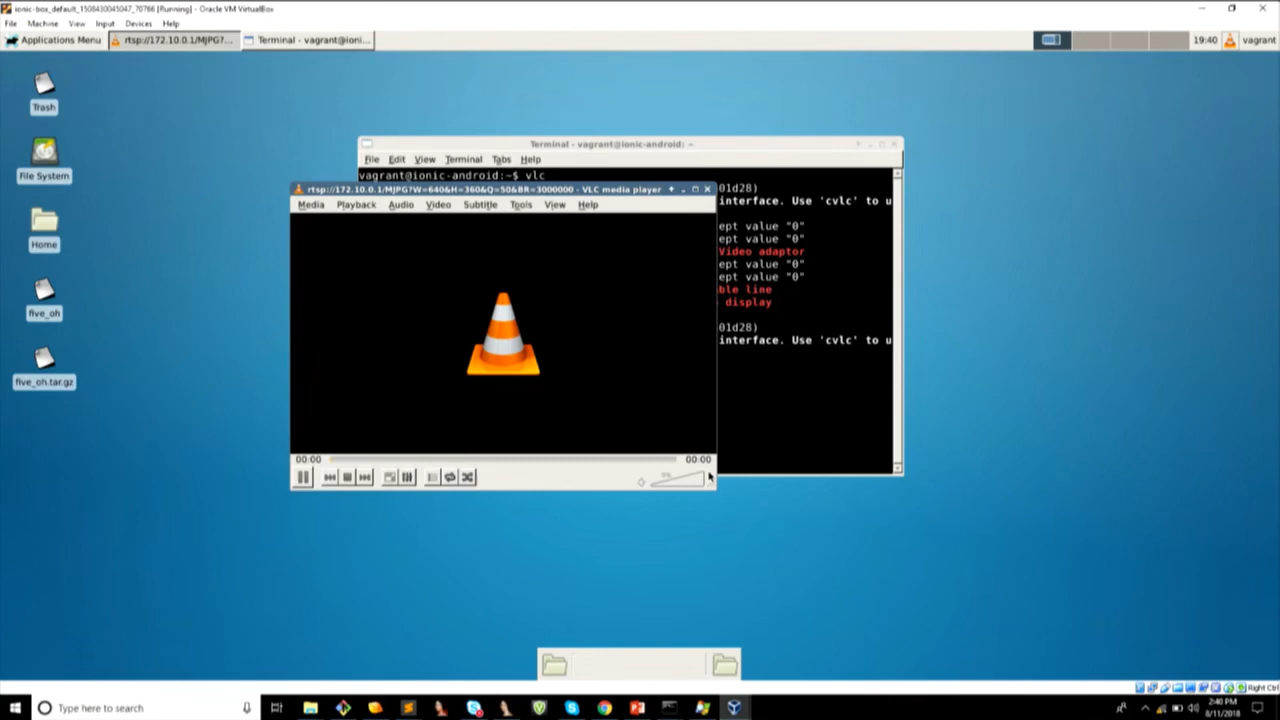 ionic-box_default_1508430045047_70766 [Running] - Oracle VM VirtualBox
File Machine View Input Devices Help
Applications Menu
rtsp://172.10.0.1/MJPG?...
Terminal - vagrant@ioni...
19:40
vagrant
Trash
File System
Home
five_oh
five_oh.tar.gz
Terminal - vagrant@ionic-android: ~
File Edit View Terminal Tabs Help
vagrant@ionic-android:~$ vlc
01d28)
interface. Use 'cvlc' to u
ept value "0"
ept value "0"
Video adaptor
ept value "0"
ept value "0"
ble line
display
01d28)
interface. Use 'cvlc' to u
rtsp://172.10.0.1/MJPG?W=640&H=360&Q=50&BR=3000000 - VLC media player
Media Playback Audio Video Subtitle Tools View Help
00:00
00:00
Right Ctrl
Type here to search
2:40 PM
8/11/2018